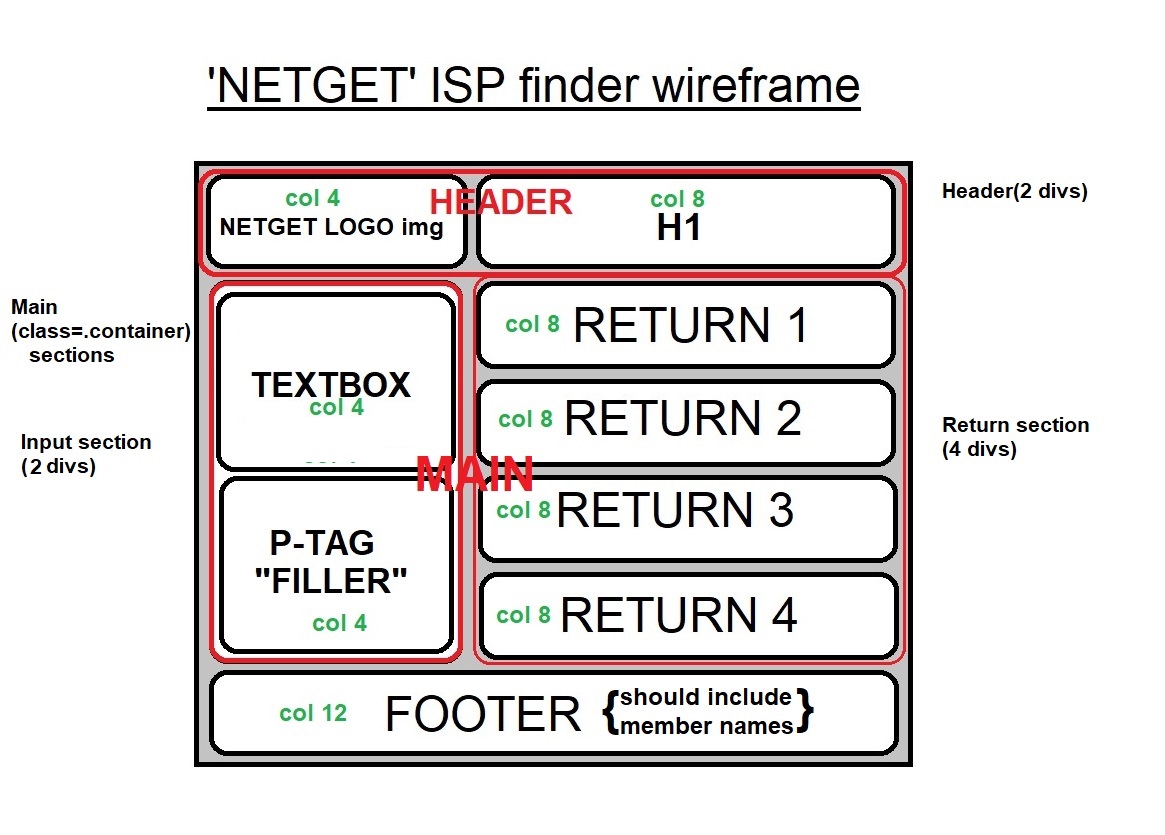 'NETGET' ISP finder wireframe
Header(2 divs)
HEADER
col 4
NETGET LOGO img
col 8
H1
Main
(class=.container)
sections
Input section
(2 divs)
TEXTBOX
col 4
MAIN
P-TAG
"FILLER"
col 4
col 8 RETURN 1
col 8 RETURN 2
col 8 RETURN 3
col 8 RETURN 4
Return section
(4 divs)
col 12 FOOTER
{should include
member names}